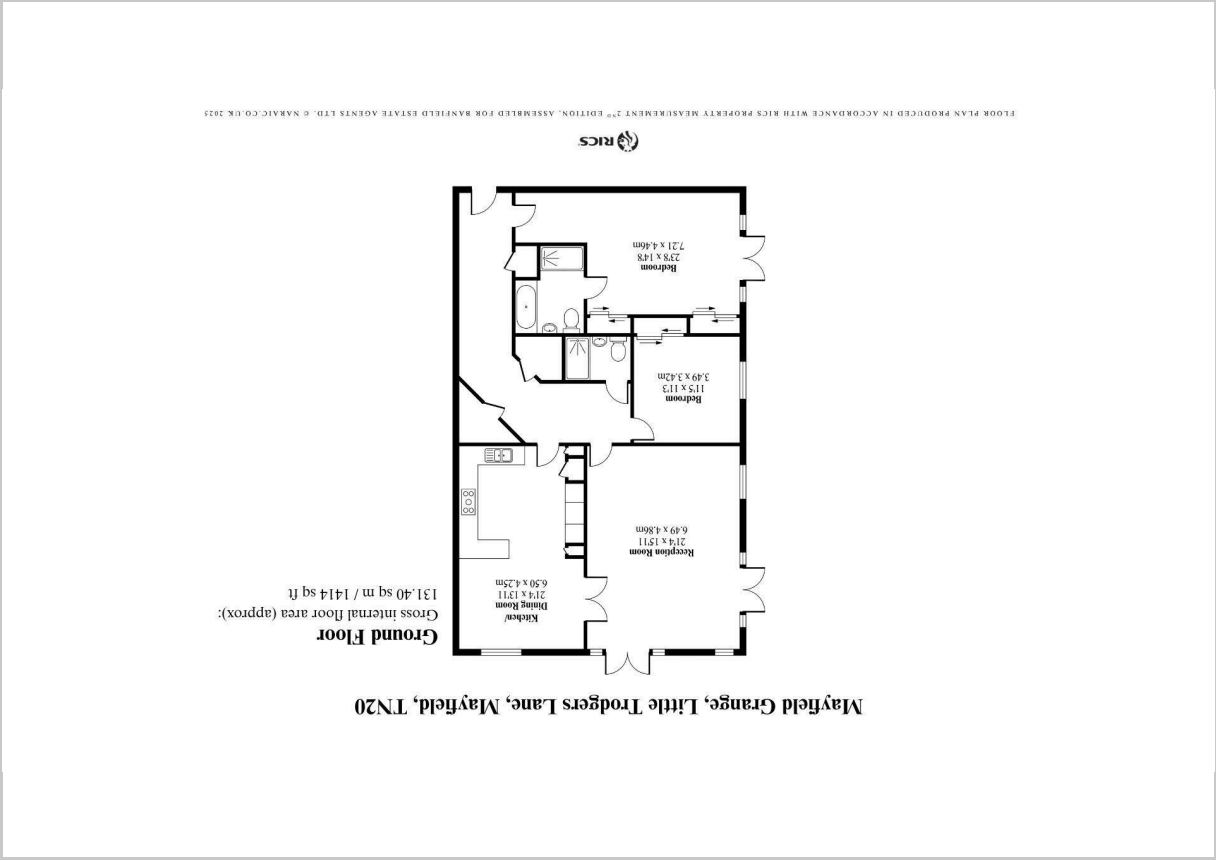 Mayfield Grange, Little Trodgers Lane, Mayfield, TN20
Ground Floor
Gross internal floor area (approx):
131.40 sq m / 1414 sq ft
Kitchen/
Dining Room
21'4 x 13'11
6.50 x 4.25m
Reception Room
21'4 x 15'11
6.49 x 4.86m
Bedroom
11'5 x 11'3
3.49 x 3.42m
Bedroom
23'8 x 14'8
7.21 x 4.46m
RICS
FLOOR PLAN PRODUCED IN ACCORDANCE WITH RICS PROPERTY MEASUREMENT 2ND EDITION. ASSEMBLED FOR BANFIELD ESTATE AGENTS LTD. © NARAIC.CO.UK 2025